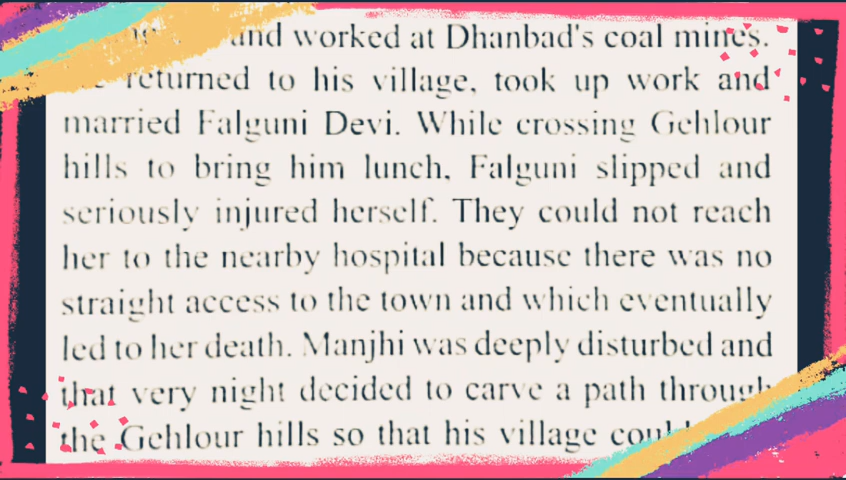 and worked at Dhanbad's coal mines.
returned to his village, took up work and
married Falguni Devi. While crossing Gehlour
hills to bring him lunch, Falguni slipped and
seriously injured herself. They could not reach
her to the nearby hospital because there was no
straight access to the town and which eventually
led to her death. Manjhi was deeply disturbed and
that very night decided to carve a path through
the Gehlour hills so that his village